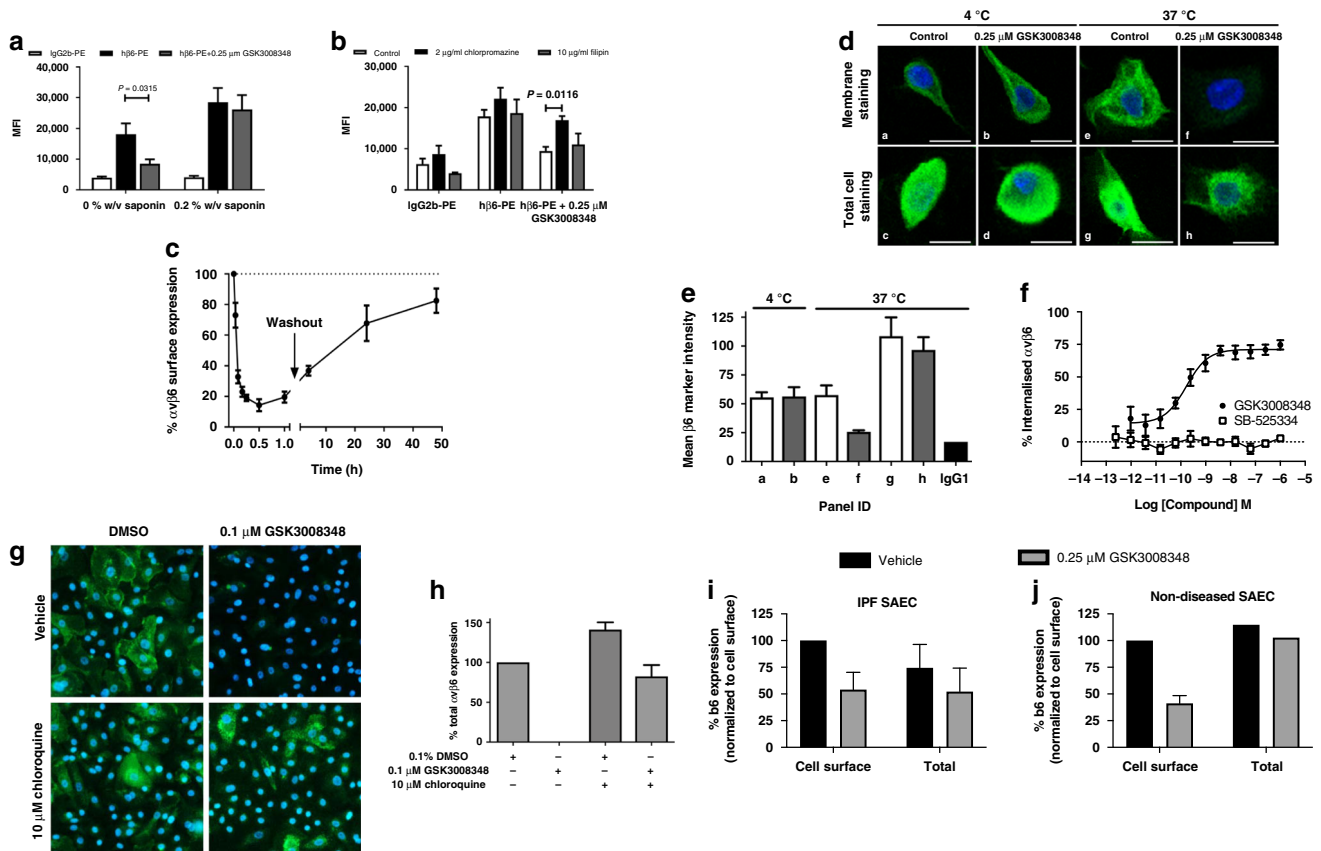 a
IgG2b-PE hβ6-PE hβ6-PE+0.25 μm GSK3008348
40,000
30,000
20,000
10,000
0
MFI
P = 0.0315
0 % w/v saponin 0.2 % w/v saponin
b
Control 2 μg/ml chlorpromazine 10 μg/ml filipin
30,000
20,000
10,000
0
MFI
P = 0.0116
IgG2b-PE hβ6-PE hβ6-PE + 0.25 μM
GSK3008348
c
% αvβ6 surface expression
100
80
60
40
20
0
Washout
0.0 0.5 1.0 10 20 30 40 50
Time (h)
d
4 °C 37 °C
Control 0.25 μM GSK3008348 Control 0.25 μM GSK3008348
Membrane
staining
a b e f
Total cell
staining
c d g h
e
4 °C 37 °C
Mean β6 marker intensity
125
100
75
50
25
0
a b e f g h IgG1
Panel ID
f
% Internalised αvβ6
100
75
50
25
0
GSK3008348
SB-525334
–14 –13 –12 –11 –10 –9 –8 –7 –6 –5
Log [Compound] M
g
DMSO 0.1 μM GSK3008348
Vehicle
10 μM chloroquine
h
% total αvβ6 expression
150
100
50
0
0.1% DMSO + – + +
0.1 μM GSK3008348 – + – +
10 μM chloroquine – – + +
Vehicle 0.25 μM GSK3008348
i
IPF SAEC
% b6 expression
(normalized to cell surface)
125
100
75
50
25
0
Cell surface Total
j
Non-diseased SAEC
% b6 expression
(normalized to cell surface)
125
100
75
50
25
0
Cell surface Total